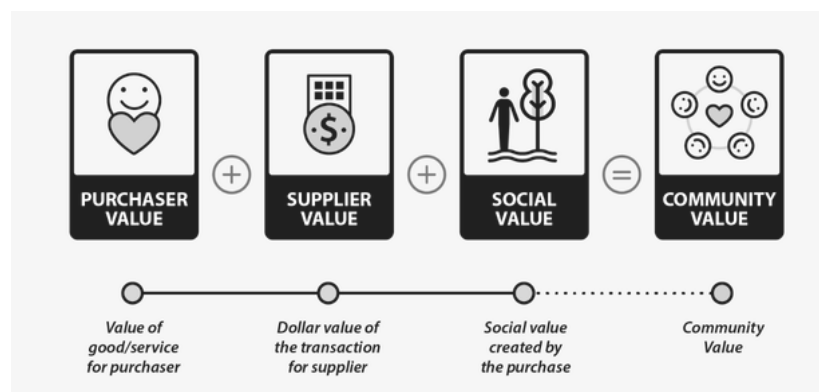 PURCHASER
VALUE
+
SUPPLIER
VALUE
+
SOCIAL
VALUE
=
COMMUNITY
VALUE
$
Value of
good/service
for purchaser
Dollar value of
the transaction
for supplier
Social value
created by
the purchase
Community
Value